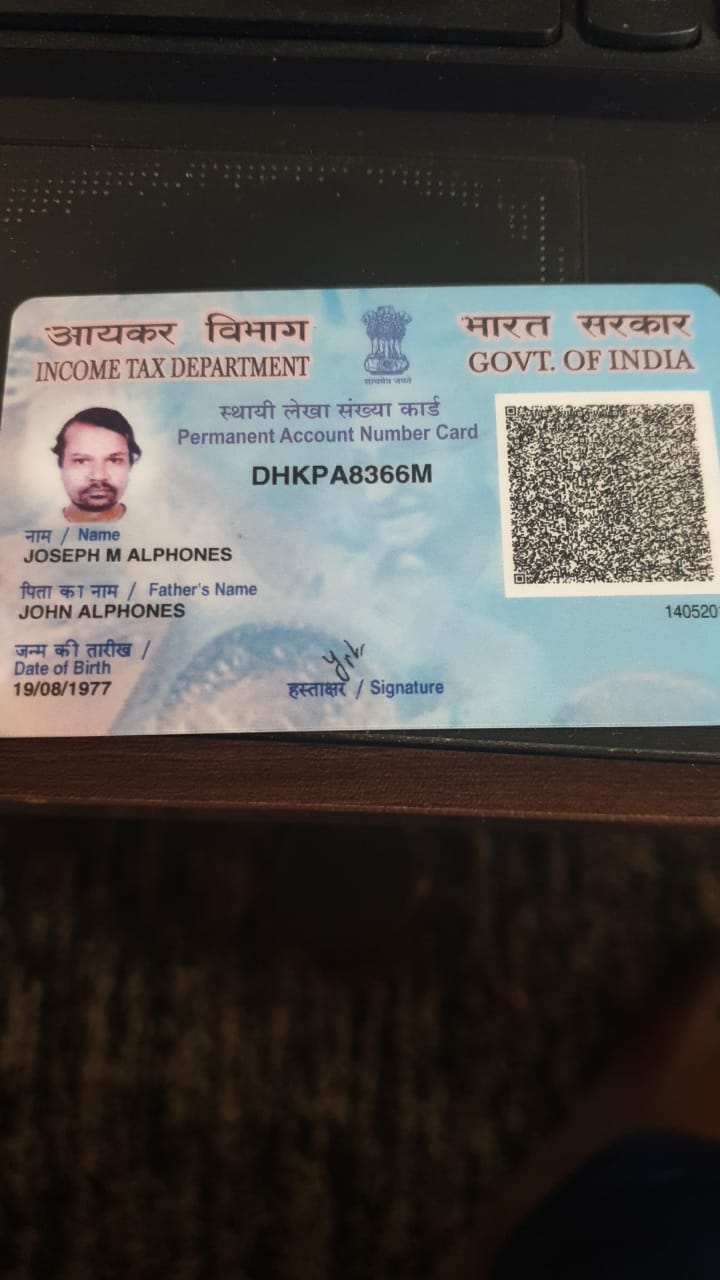 आयकर विभाग
INCOME TAX DEPARTMENT
सत्यमेव जयते
भारत सरकार
GOVT. OF INDIA
स्थायी लेखा संख्या कार्ड
Permanent Account Number Card
DHKPA8366M
नाम / Name
JOSEPH M ALPHONES
पिता का नाम / Father's Name
JOHN ALPHONES
जन्म की तारीख /
Date of Birth
19/08/1977
हस्ताक्षर / Signature
140520